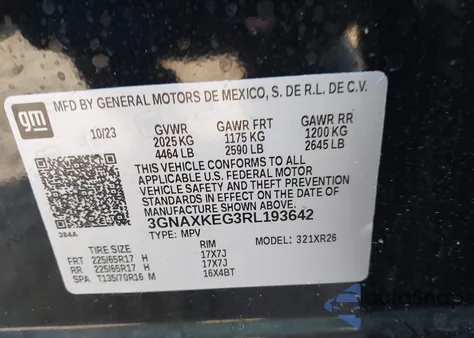 MFD BY GENERAL MOTORS DE MEXICO, S. DE R.L. DE C.V.
gm
10/23 GVWR GAWR FRT GAWR RR
2025 KG 1175 KG 1200 KG
4464 LB 2590 LB 2645 LB
THIS VEHICLE CONFORMS TO ALL
APPLICABLE U.S. FEDERAL MOTOR
VEHICLE SAFETY AND THEFT PREVENTION
STANDARDS IN EFFECT ON THE DATE OF
MANUFACTURE SHOWN ABOVE.
3GNAXKEG3RL193642
384A TYPE: MPV MODEL: 321XR26
TIRE SIZE RIM
FRT 225/65R17 H 17X7J
RR 225/65R17 H 17X7J
SPA T135/70R16 M 16X4BT